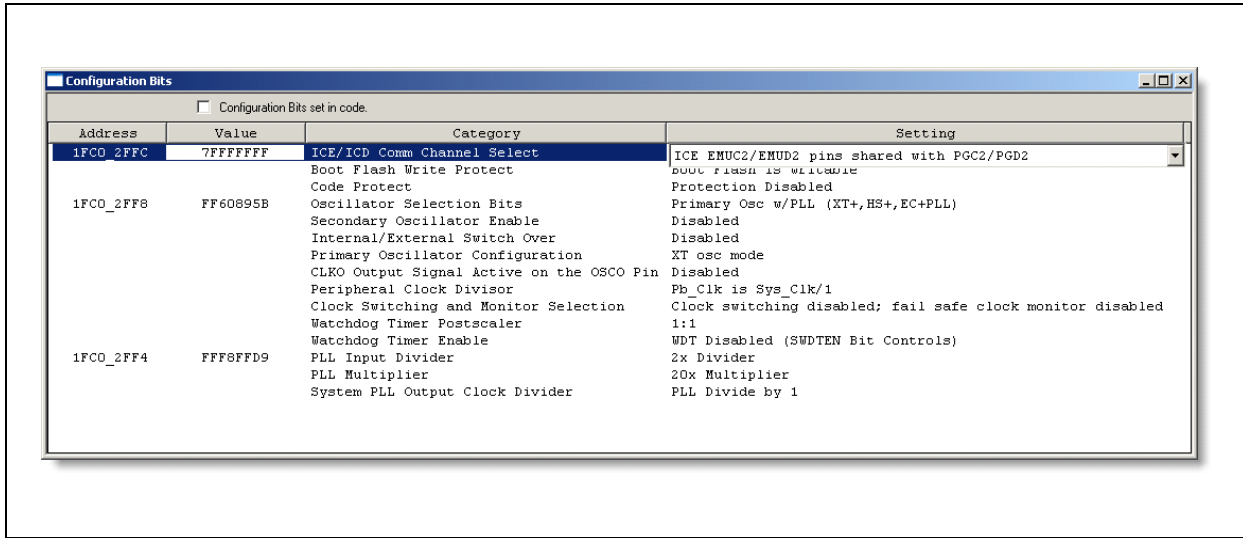 Configuration Bits
Configuration Bits set in code.
Address Value Category Setting
1FC0_2FFC 7FFFFFFF ICE/ICD Comm Channel Select ICE EMUC2/EMUD2 pins shared with PGC2/PGD2
Boot Flash Write Protect Boot Flash is writable
Code Protect Protection Disabled
1FC0_2FF8 FF60895B Oscillator Selection Bits Primary Osc w/PLL (XT+,HS+,EC+PLL)
Secondary Oscillator Enable Disabled
Internal/External Switch Over Disabled
Primary Oscillator Configuration XT osc mode
CLKO Output Signal Active on the OSCO Pin Disabled
Peripheral Clock Divisor Pb_Clk is Sys_Clk/1
Clock Switching and Monitor Selection Clock switching disabled; fail safe clock monitor disabled
Watchdog Timer Postscaler 1:1
Watchdog Timer Enable WDT Disabled (SWDTEN Bit Controls)
1FC0_2FF4 FFF8FFD9 PLL Input Divider 2x Divider
PLL Multiplier 20x Multiplier
System PLL Output Clock Divider PLL Divide by 1